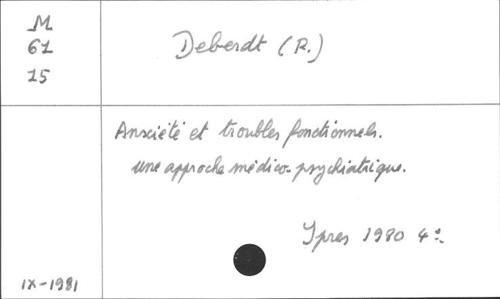 M
61
15
Deberdt (R.)
Anxiété et troubles fonctionnels.
une approche médico-psychiatrique.
Ypres 1980 4°.
IX-1981